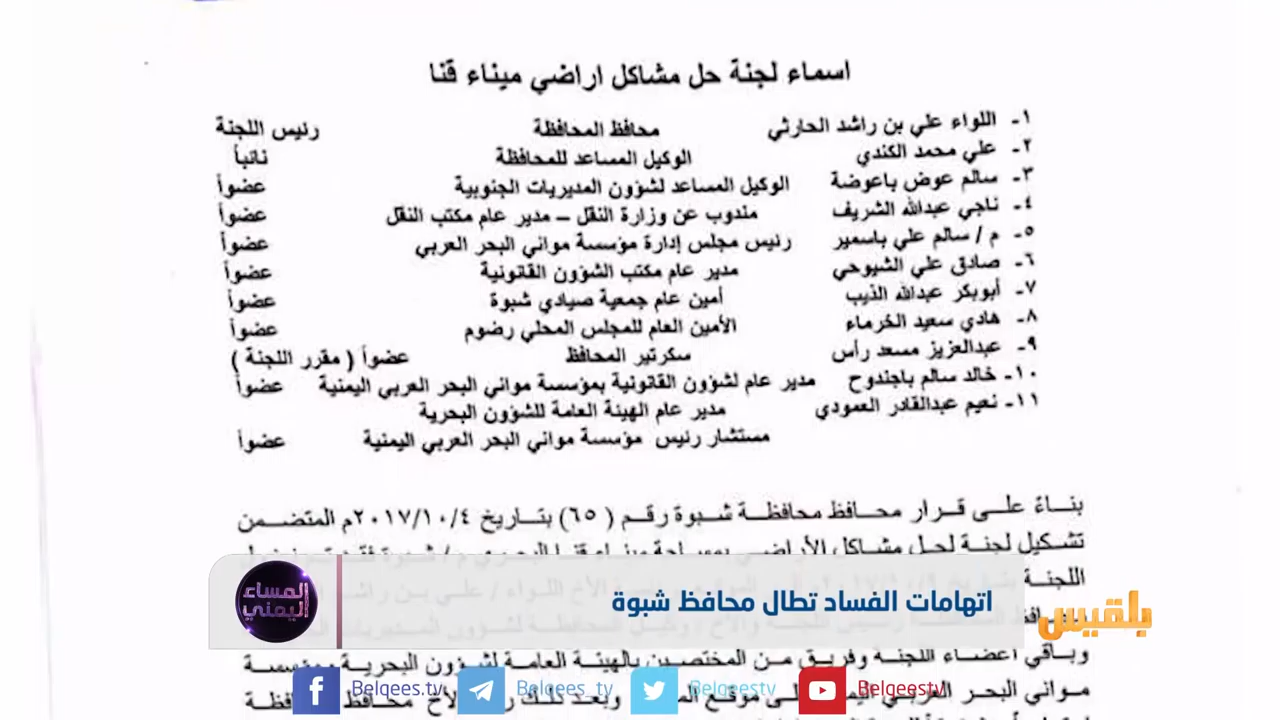 اسماء لجنة حل مشاكل اراضي ميناء قنا
١- اللواء علي بن راشد الحارثي محافظ المحافظة رئيس اللجنة
٢- علي محمد الكندي الوكيل المساعد للمحافظة نائباً
٣- سالم عوض باعوضة الوكيل المساعد لشؤون المديريات الجنوبية عضواً
٤- ناجي عبدالله الشريف مندوب عن وزارة النقل – مدير عام مكتب النقل عضواً
٥- م / سالم علي باسمير رئيس مجلس إدارة مؤسسة موانئ البحر العربي عضواً
٦- صادق علي الشيوحي مدير عام مكتب الشؤون القانونية عضواً
٧- أبوبكر عبدالله الذيب أمين عام جمعية صيادي شبوة عضواً
٨- هادي سعيد الخرماء الأمين العام للمجلس المحلي رضوم عضواً
٩- عبدالعزيز مسعد رأس سكرتير المحافظ عضواً ( مقرر اللجنة )
١٠- خالد سالم باجندوح مدير عام لشؤون القانونية بمؤسسة موانئ البحر العربي اليمنية عضواً
١١- نعيم عبدالقادر العمودي مدير عام الهيئة العامة للشؤون البحرية
مستشار رئيس مؤسسة موانئ البحر العربي اليمنية عضواً
بناءً على قرار محافظ محافظة شبوة رقم ( ٦٥ ) بتاريخ ٢٠١٧/١٠/٤م المتضمن
تشكيل لجنة لحل مشاكل الأراضي
اللجنة
المساء اليمني
اتهامات الفساد تطال محافظ شبوة
بلقيس
وباقي أعضاء اللجنة وفريق من المختصين بالهيئة العامة لشؤون البحرية ومؤسسة
موانئ البحر العربي موقع وبعد ذلك محافظ المحافظة
Belqees.tv Belqees_tv Belqeestv Belqeestv